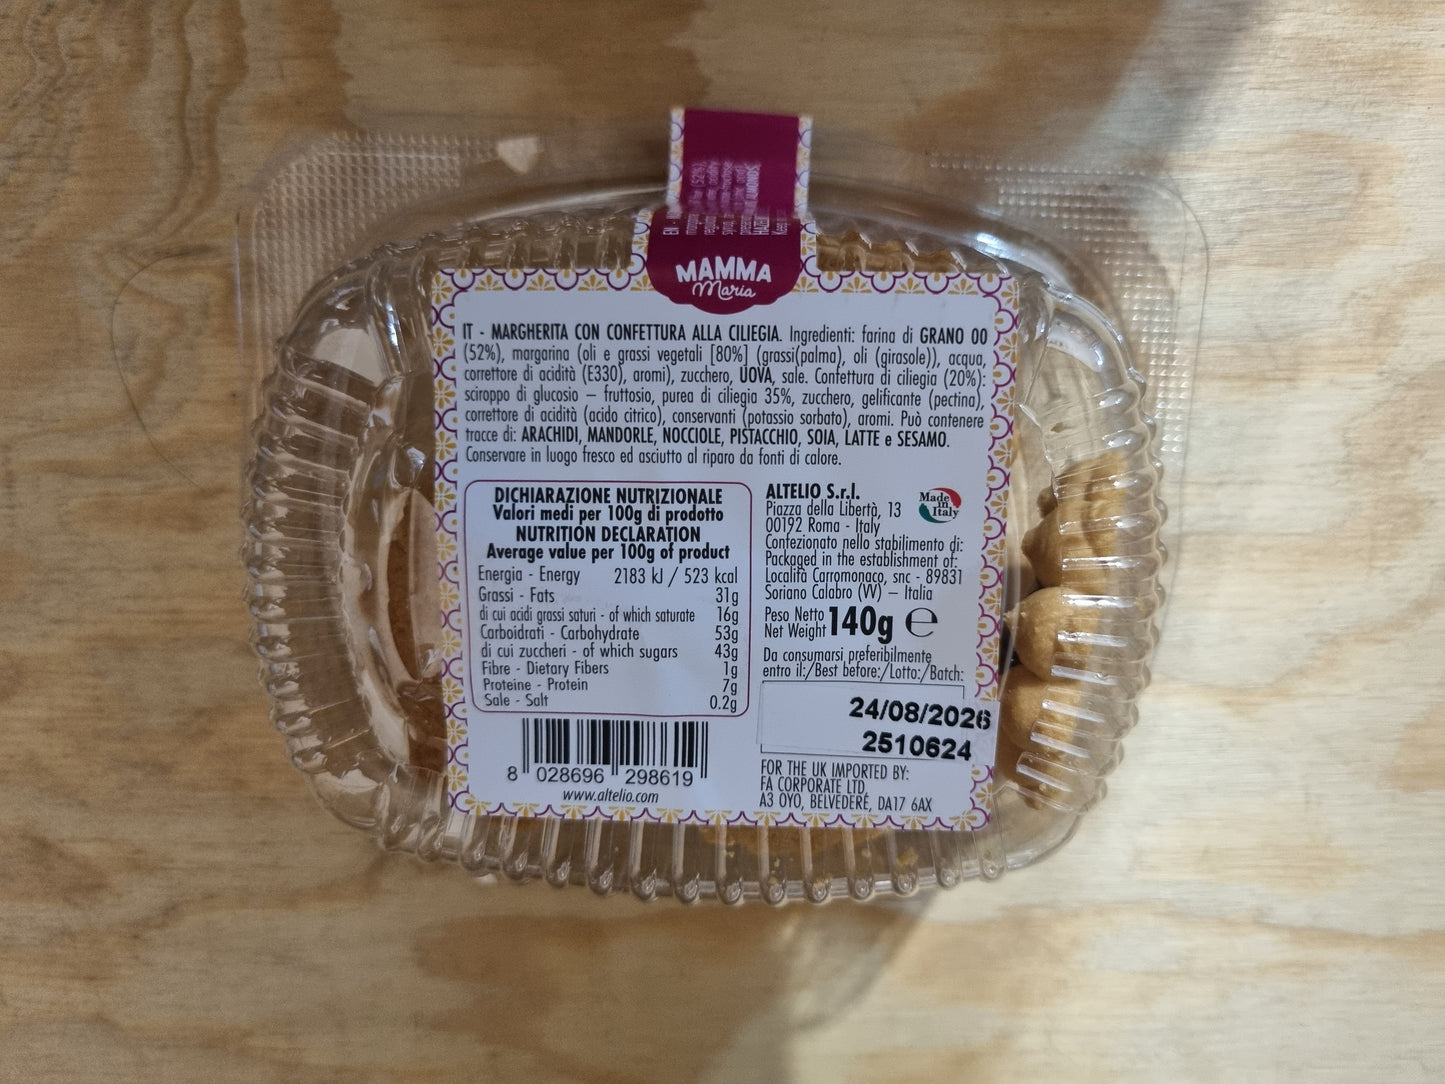 MAMMA
Maria
IT - MARGHERITA CON CONFETTURA ALLA CILIEGIA. Ingredienti: farina di GRANO 00
(52%), margarina (oli e grassi vegetali [80%] (grassi(palma), oli (girasole)), acqua,
correttore di acidità (E330), aromi), zucchero, UOVA, sale. Confettura di ciliegia (20%):
sciroppo di glucosio – fruttosio, purea di ciliegia 35%, zucchero, gelificante (pectina),
correttore di acidità (acido citrico), conservanti (potassio sorbato), aromi. Può contenere
tracce di: ARACHIDI, MANDORLE, NOCCIOLE, PISTACCHIO, SOIA, LATTE e SESAMO.
Conservare in luogo fresco ed asciutto al riparo da fonti di calore.
DICHIARAZIONE NUTRIZIONALE
Valori medi per 100g di prodotto
NUTRITION DECLARATION
Average value per 100g of product
Energia - Energy 2183 kJ / 523 kcal
Grassi - Fats 31g
di cui acidi grassi saturi - of which saturate 16g
Carboidrati - Carbohydrate 53g
di cui zuccheri - of which sugars 43g
Fibre - Dietary Fibers 1g
Proteine - Protein 7g
Sale - Salt 0.2g
8 028696 298619
www.altelio.com
ALTELIO S.r.l.
Piazza della Libertà, 13
00192 Roma - Italy
Made
in
Italy
Confezionato nello stabilimento di:
Packaged in the establishment of:
Località Carromonaco, snc - 89831
Soriano Calabro (VV) – Italia
Peso Netto
Net Weight 140g e
Da consumarsi preferibilmente
entro il:/Best before:/Lotto:/Batch:
24/08/2026
2510624
FOR THE UK IMPORTED BY:
FA CORPORATE LTD,
A3 OYO, BELVEDERE, DA17 6AX